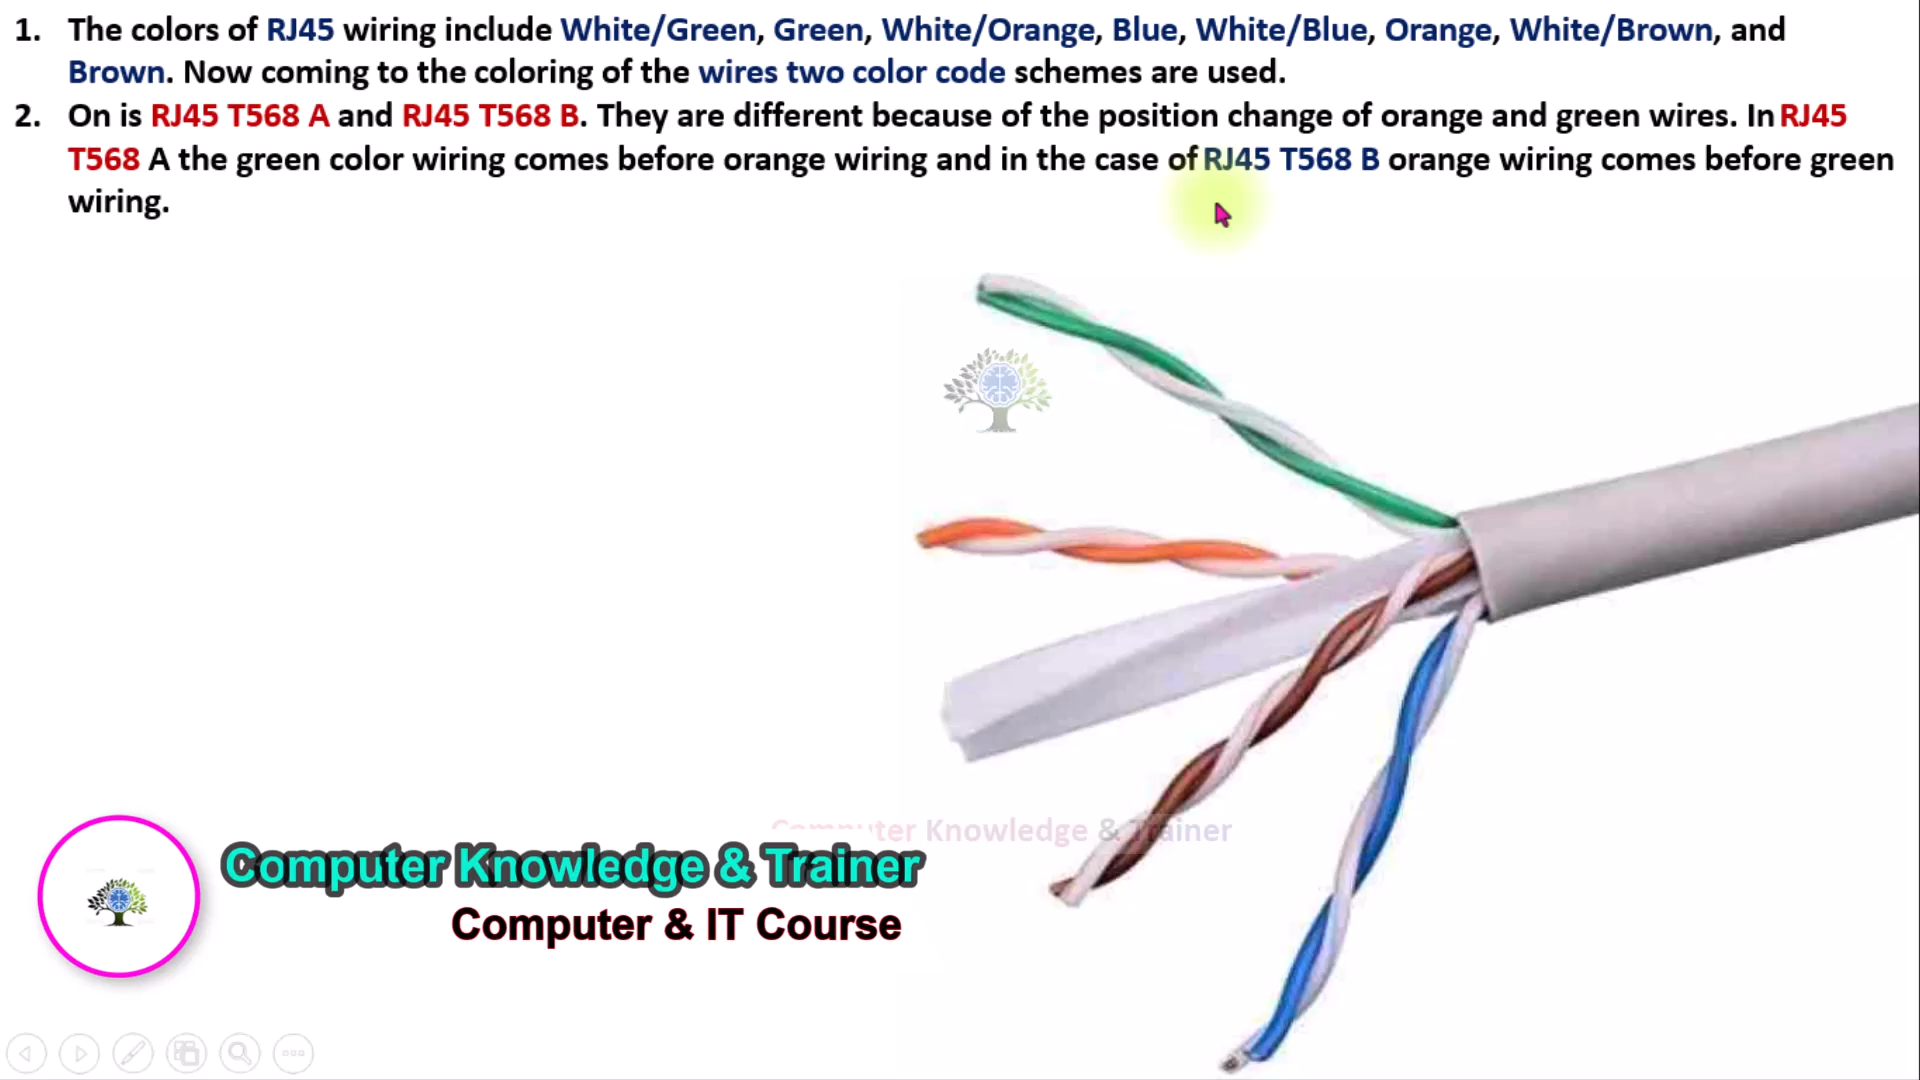 1. The colors of RJ45 wiring include White/Green, Green, White/Orange, Blue, White/Blue, Orange, White/Brown, and
Brown. Now coming to the coloring of the wires two color code schemes are used.
2. On is RJ45 T568 A and RJ45 T568 B. They are different because of the position change of orange and green wires. In RJ45
T568 A the green color wiring comes before orange wiring and in the case of RJ45 T568 B orange wiring comes before green
wiring.
Computer Knowledge & Trainer
Computer Knowledge & Trainer
Computer & IT Course